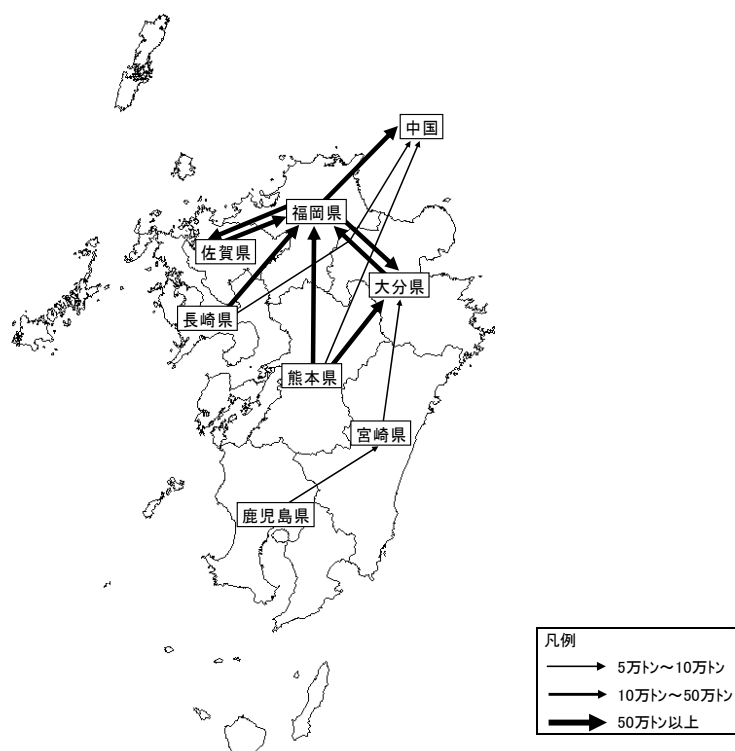 中国
福岡県
佐賀県
大分県
長崎県
熊本県
宮崎県
鹿児島県
凡例
5万トン～10万トン
10万トン～50万トン
50万トン以上